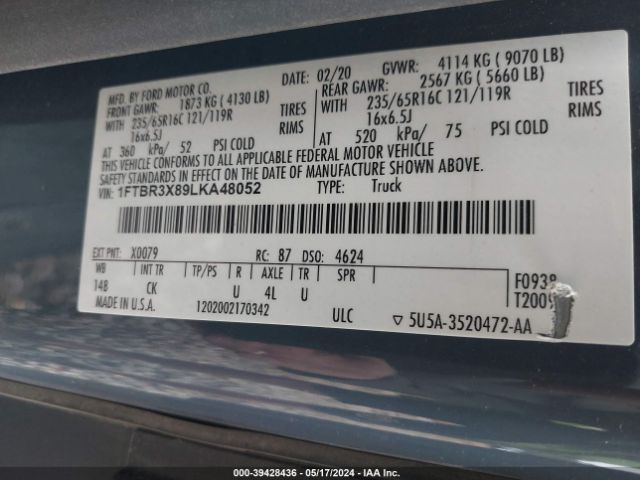 MFD. BY FORD MOTOR CO.
DATE: 02/20
GVWR: 4114 KG (9070 LB)
FRONT GAWR: 1873 KG (4130 LB)
REAR GAWR: 2567 KG (5660 LB)
WITH 235/65R16C 121/119R TIRES
235/65R16C 121/119R TIRES
WITH
16x6.5J RIMS
16x6.5J RIMS
AT 360 kPa/ 52 PSI COLD
AT 520 kPa/ 75 PSI COLD
THIS VEHICLE CONFORMS TO ALL APPLICABLE FEDERAL MOTOR VEHICLE
SAFETY STANDARDS IN EFFECT ON THE DATE OF MANUFACTURE SHOWN ABOVE.
VIN: 1FTBR3X89LKA48052
TYPE: Truck
EXT PNT: X0079 RC: 87 DSO: 4624
WB INT TR TP/PS R AXLE TR SPR
148 CK U 4L U
F0938
T2009
MADE IN U.S.A. 1202002170342 ULC
▽ 5U5A-3520472-AA
000-39428436 - 05/17/2024 - IAA Inc.